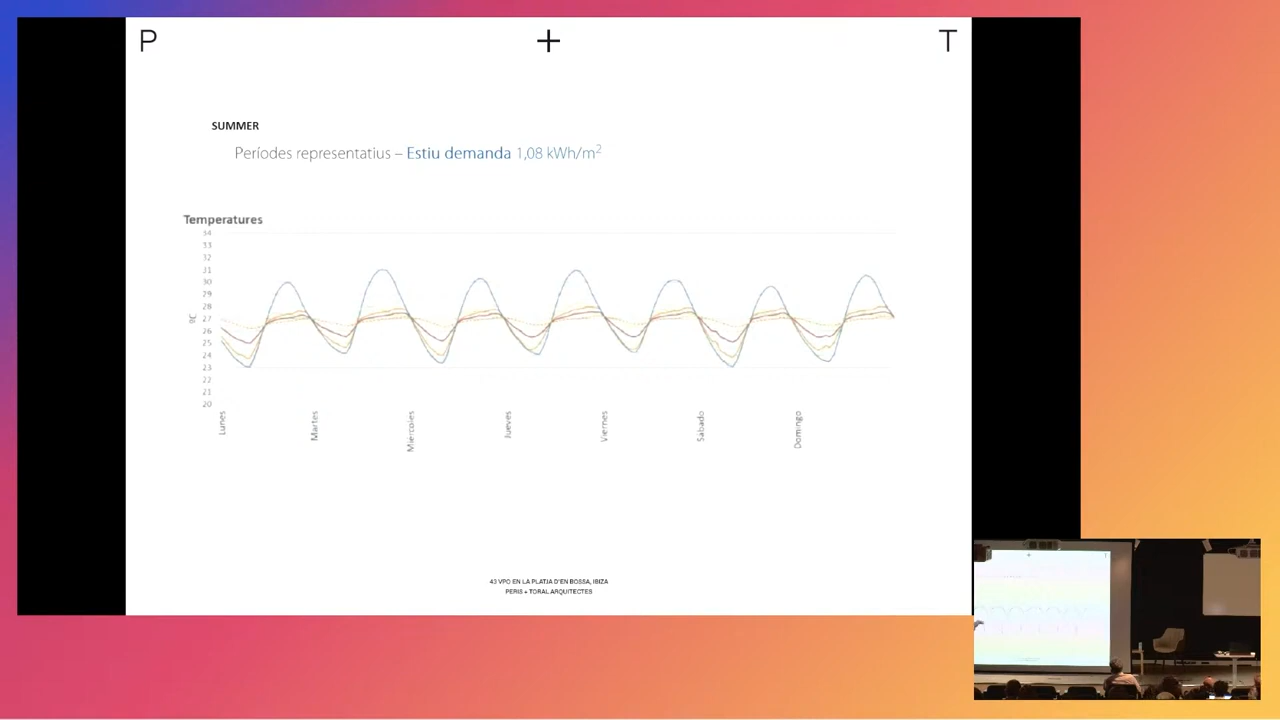 P + T
SUMMER
Períodes representatius – Estiu demanda 1,08 kWh/m²
Temperatures
34
33
32
31
30
29
28
27
26
25
24
23
22
21
20
ºC
Lunes
Martes
Miércoles
Jueves
Viernes
Sábado
Domingo
43 VPO EN LA PLATJA D'EN BOSSA, IBIZA
PERIS + TORAL ARQUITECTES